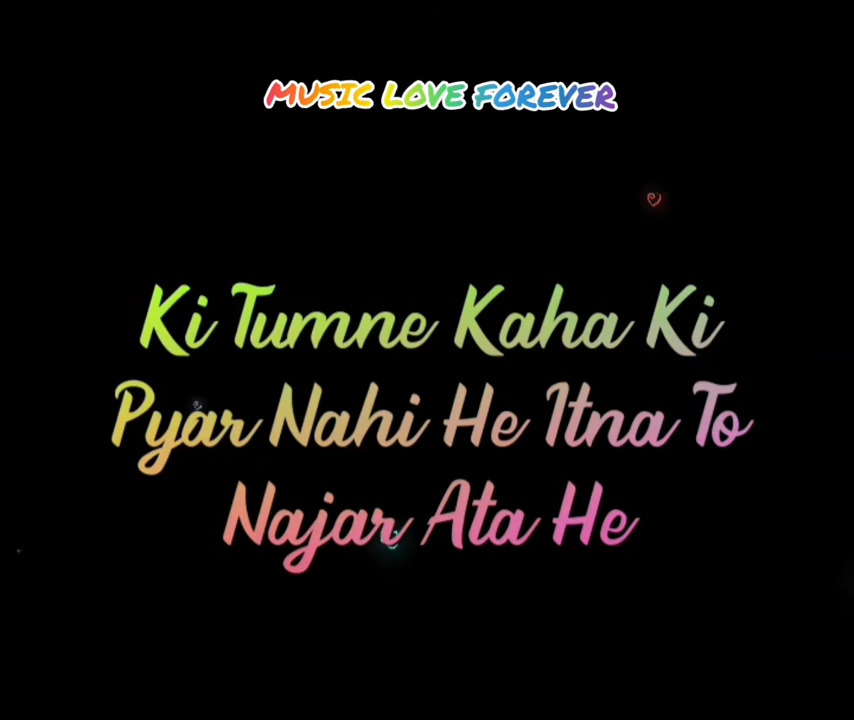 MUSIC LOVE FOREVER
Ki Tumne Kaha Ki
Pyar Nahi He Itna To
Najar Ata He